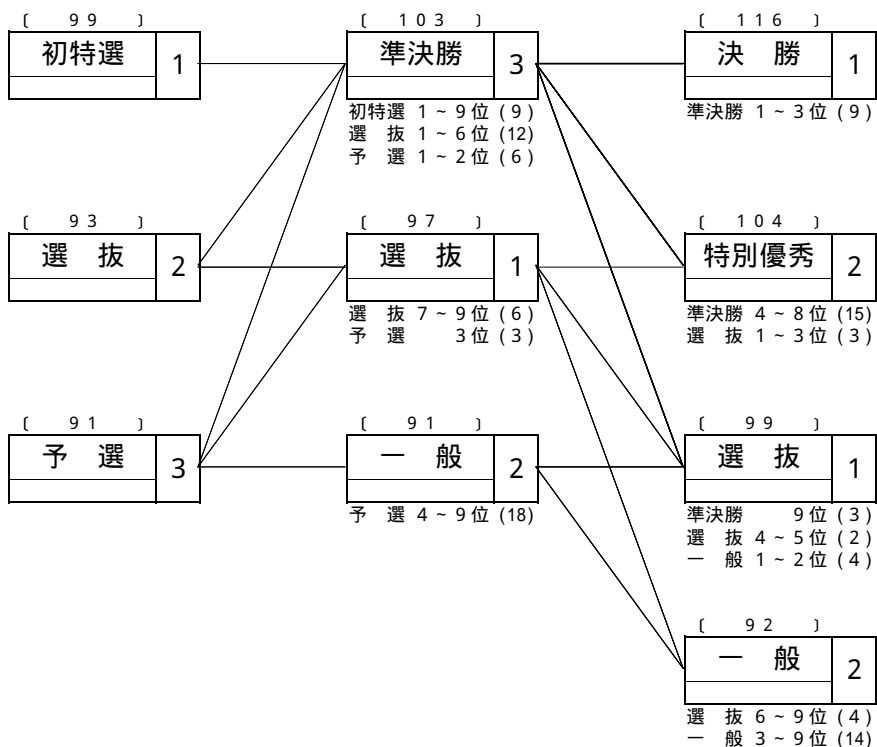 〔 99 〕
初特選 1
〔 103 〕
準決勝 3
初特選 1~9位(9)
選 抜 1~6位(12)
予 選 1~2位(6)
〔 116 〕
決 勝 1
準決勝 1~3位(9)
〔 93 〕
選 抜 2
〔 97 〕
選 抜 1
選 抜 7~9位(6)
予 選 3位(3)
〔 104 〕
特別優秀 2
準決勝 4~8位(15)
選 抜 1~3位(3)
〔 91 〕
予 選 3
〔 91 〕
一 般 2
予 選 4~9位(18)
〔 99 〕
選 抜 1
準決勝 9位(3)
選 抜 4~5位(2)
一 般 1~2位(4)
〔 92 〕
一 般 2
選 抜 6~9位(4)
一 般 3~9位(14)